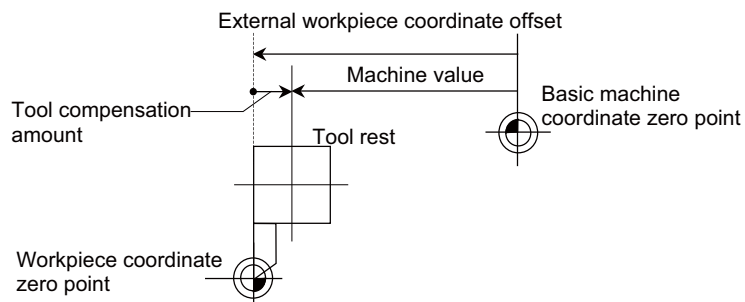 External workpiece coordinate offset
Machine value
Tool compensation
amount
Basic machine
coordinate zero point
Tool rest
Workpiece coordinate
zero point